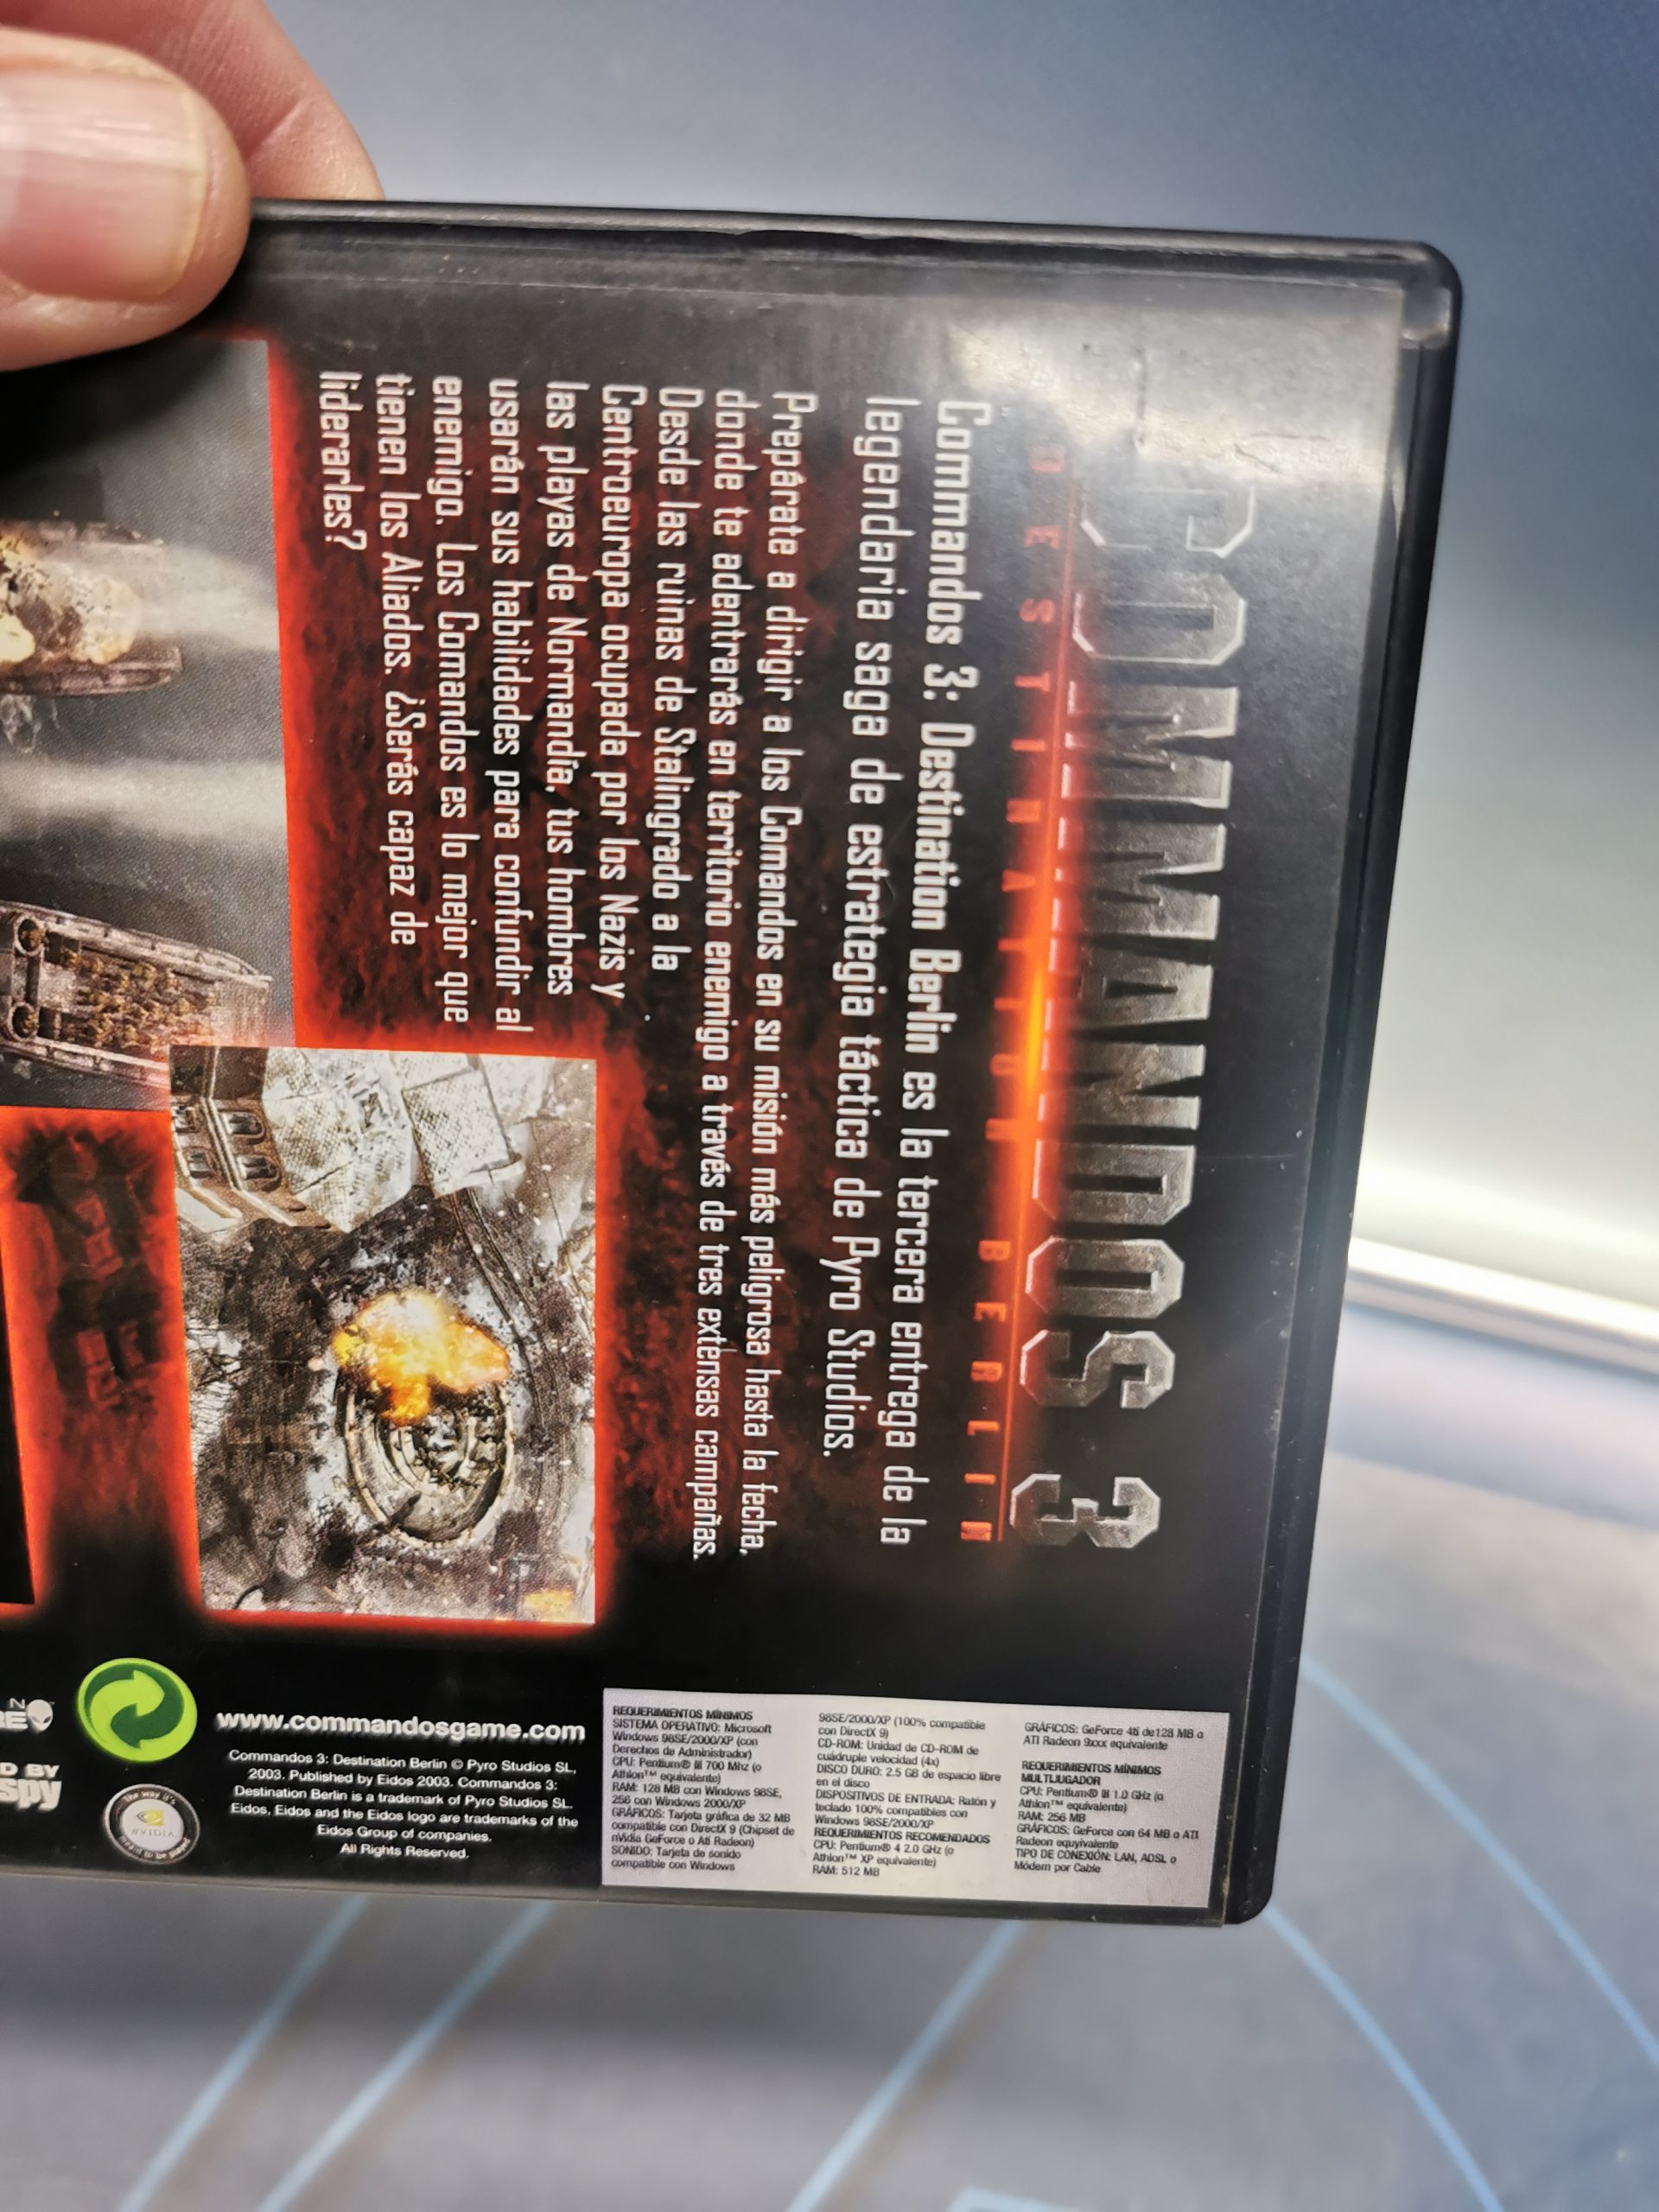 COMMANDOS 3
DESTINATION BERLIN
Commandos 3: Destination Berlin es la tercera entrega de la
legendaria saga de estrategia táctica de Pyro Studios.
Prepárate a dirigir a los Comandos en su misión más peligrosa hasta la fecha,
donde te adentrarás en territorio enemigo a través de tres extensas campañas.
Desde las ruinas de Stalingrado a la
Centroeuropa ocupada por los Nazis y
las playas de Normandía, tus hombres
usarán sus habilidades para confundir al
enemigo. Los Comandos es lo mejor que
tienen los Aliados. ¿Serás capaz de
liderarles?
REQUERIMIENTOS MÍNIMOS
SISTEMA OPERATIVO: Microsoft
Windows 98SE/2000/XP (con
Derechos de Administrador)
CPU: Pentium® III 700 Mhz (o
Athlon™ equivalente)
RAM: 128 MB con Windows 98SE,
256 con Windows 2000/XP
GRÁFICOS: Tarjeta gráfica de 32 MB
compatible con DirectX 9 (Chipset de
nVidia GeForce o Ati Radeon)
SONIDO: Tarjeta de sonido
compatible con Windows
98SE/2000/XP (100% compatible
con DirectX 9)
CD-ROM: Unidad de CD-ROM de
cuádruple velocidad (4x)
DISCO DURO: 2.5 GB de espacio libre
en el disco
DISPOSITIVOS DE ENTRADA: Ratón y
teclado 100% compatibles con
Windows 98SE/2000/XP
REQUERIMIENTOS RECOMENDADOS
CPU: Pentium® 4 2.0 GHz (o
Athlon™ XP equivalente)
RAM: 512 MB
GRÁFICOS: GeForce 4ti de128 MB o
ATI Radeon 9xxx equivalente
REQUERIMIENTOS MÍNIMOS
MULTIJUGADOR
CPU: Pentium® III 1.0 GHz (o
Athlon™ equivalente)
RAM: 256 MB
GRÁFICOS: GeForce con 64 MB o ATI
Radeon equyivalente
TIPO DE CONEXIÓN: LAN, ADSL o
Módem por Cable
www.commandosgame.com
Commandos 3: Destination Berlin © Pyro Studios SL,
2003. Published by Eidos 2003. Commandos 3:
Destination Berlin is a trademark of Pyro Studios SL.
Eidos, Eidos and the Eidos logo are trademarks of the
Eidos Group of companies.
All Rights Reserved.
The way it's
NVIDIA
meant to be played
D BY
Spy